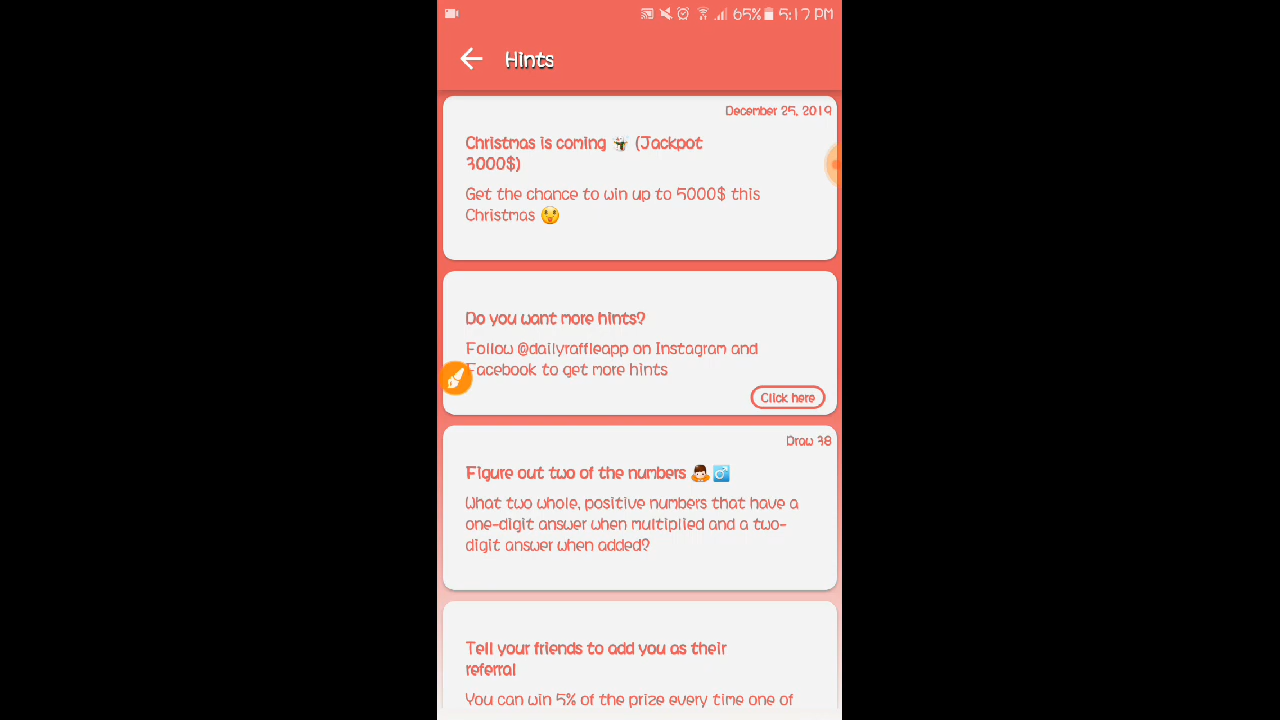 65% 5:17 PM
Hints
December 25, 2019
Christmas is coming ⛄ (Jackpot
3000$)
Get the chance to win up to 5000$ this
Christmas 😲
Do you want more hints?
Follow @dailyraffleapp on Instagram and
Facebook to get more hints
Click here
Draw 38
Figure out two of the numbers 🙇‍♂️
What two whole, positive numbers that have a
one-digit answer when multiplied and a two-
digit answer when added?
Tell your friends to add you as their
referral
You can win 5% of the prize every time one of